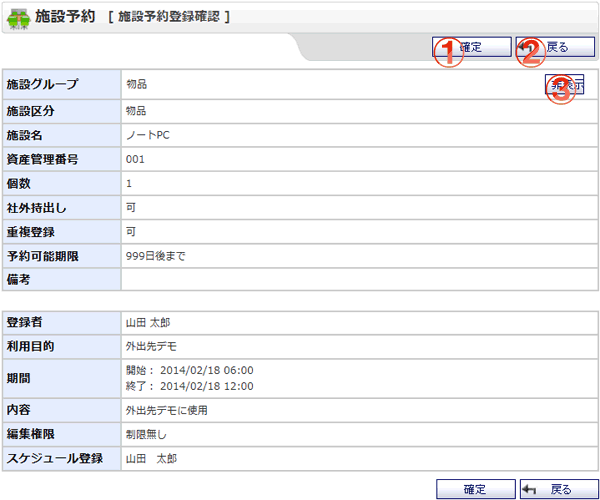 施設予約 [ 施設予約登録確認 ]
① 確定 ② 戻る
施設グループ 物品 ③ 非表示
施設区分 物品
施設名 ノートPC
資産管理番号 001
個数 1
社外持出し 可
重複登録 可
予約可能期限 999日後まで
備考
登録者 山田 太郎
利用目的 外出先デモ
期間 開始： 2014/02/18 06:00
終了： 2014/02/18 12:00
内容 外出先デモに使用
編集権限 制限無し
スケジュール登録 山田　太郎
確定 戻る